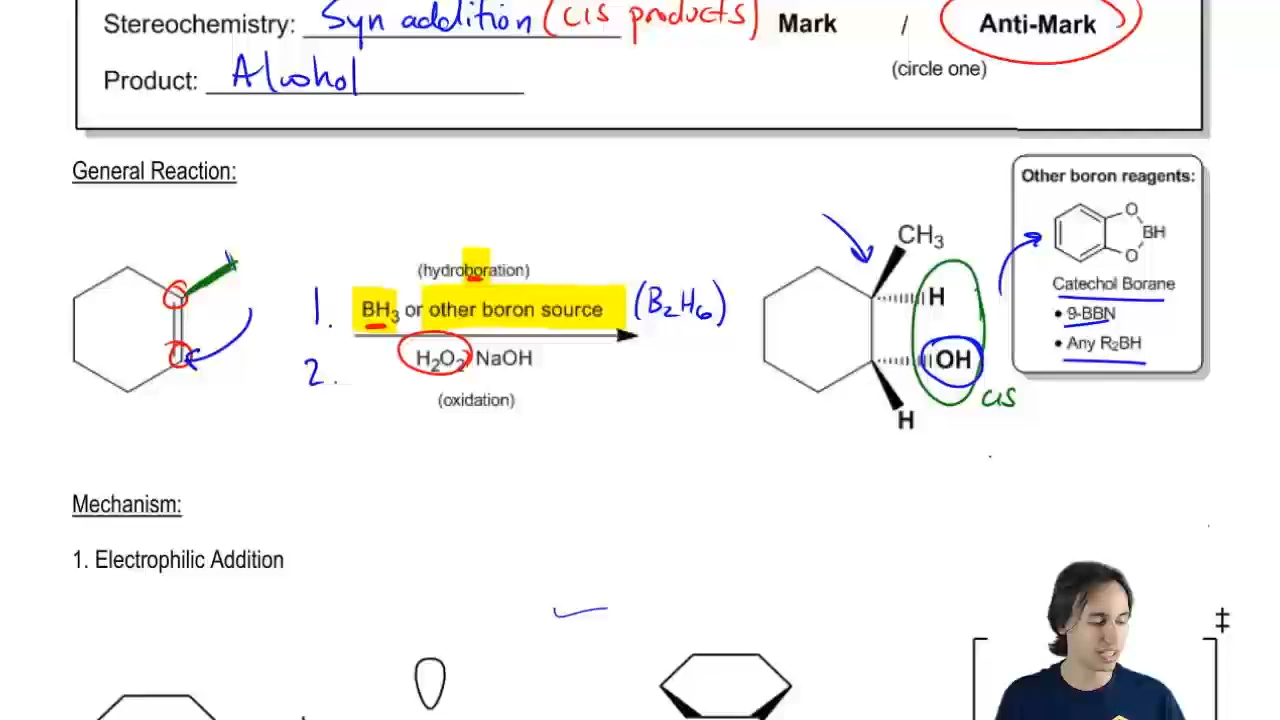 Stereochemistry: Syn addition (cis products) Mark / Anti-Mark
(circle one)
Product: Alcohol
General Reaction:
Other boron reagents:
O
BH
O
Catechol Borane
• 9-BBN
• Any R₂BH
(hydroboration)
1. BH₃ or other boron source (B₂H₆)
2. H₂O₂, NaOH
(oxidation)
CH₃
H
OH
H
cis
Mechanism:
1. Electrophilic Addition
‡